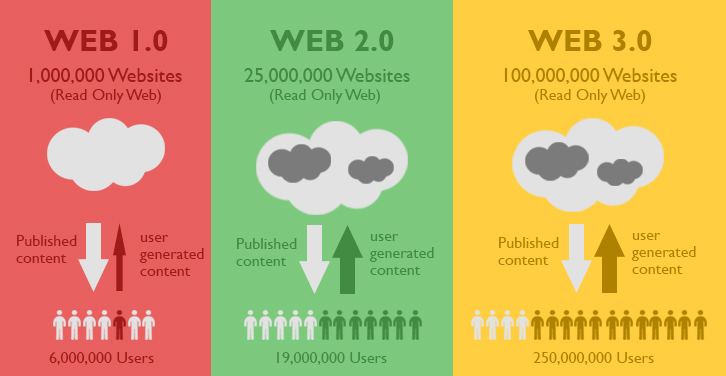 WEB 1.0
1,000,000 Websites
(Read Only Web)
Published
content
user
generated
content
6,000,000 Users
WEB 2.0
25,000,000 Websites
(Read Only Web)
Published
content
user
generated
content
19,000,000 Users
WEB 3.0
100,000,000 Websites
(Read Only Web)
Published
content
user
generated
content
250,000,000 Users